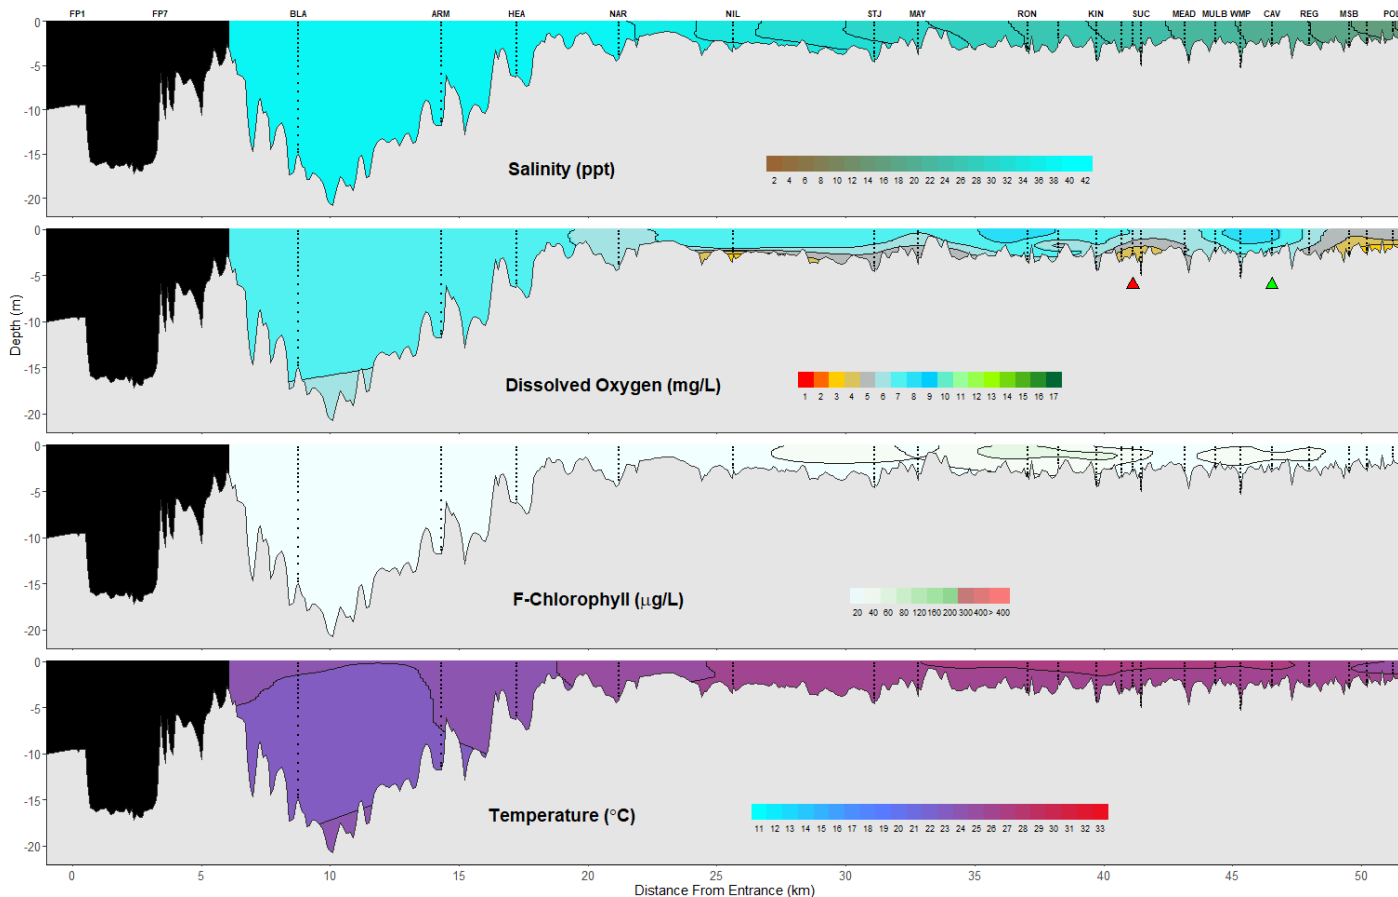 FP1 FP7 BLA ARM HEA NAR NIL STJ MAY RON KIN SUC MEAD MULB WMP CAV REG MSB POL
0
-5
-10
-15
-20
Salinity (ppt)
2 4 6 8 10 12 14 16 18 20 22 24 26 28 30 32 34 36 38 40 42
0
-5
-10
-15
-20
Dissolved Oxygen (mg/L)
1 2 3 4 5 6 7 8 9 10 11 12 13 14 15 16 17
Depth (m)
0
-5
-10
-15
-20
F-Chlorophyll (μg/L)
20 40 60 80 120 160 200 300 400 > 400
0
-5
-10
-15
-20
Temperature (°C)
11 12 13 14 15 16 17 18 19 20 21 22 23 24 25 26 27 28 29 30 31 32 33
0 5 10 15 20 25 30 35 40 45 50
Distance From Entrance (km)